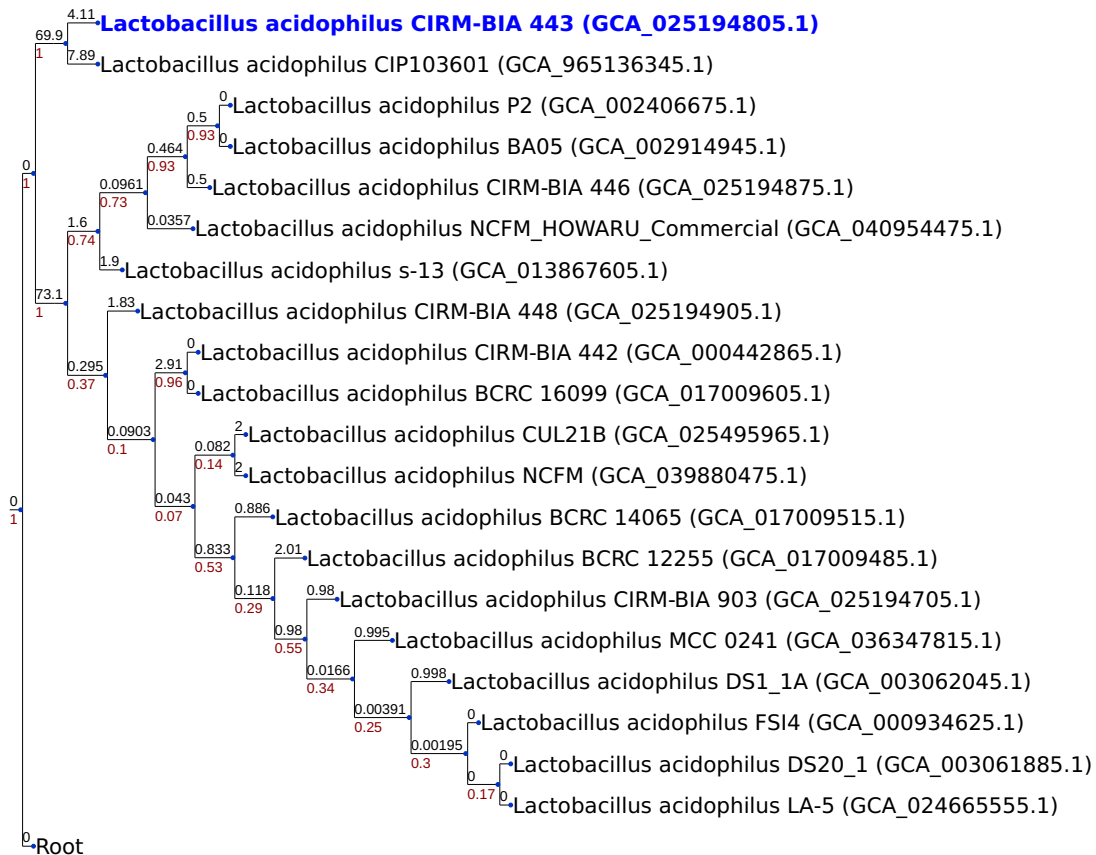 4.11
Lactobacillus acidophilus CIRM-BIA 443 (GCA_025194805.1)
69.9
1
7.89
Lactobacillus acidophilus CIP103601 (GCA_965136345.1)
0
Lactobacillus acidophilus P2 (GCA_002406675.1)
0.5
0.93
0
Lactobacillus acidophilus BA05 (GCA_002914945.1)
0.464
0.93
0
1
0.5
Lactobacillus acidophilus CIRM-BIA 446 (GCA_025194875.1)
0.0961
0.73
0.0357
Lactobacillus acidophilus NCFM_HOWARU_Commercial (GCA_040954475.1)
1.6
0.74
1.9
Lactobacillus acidophilus s-13 (GCA_013867605.1)
73.1
1
1.83
Lactobacillus acidophilus CIRM-BIA 448 (GCA_025194905.1)
0
Lactobacillus acidophilus CIRM-BIA 442 (GCA_000442865.1)
0.295
0.37
2.91
0.96
0
Lactobacillus acidophilus BCRC 16099 (GCA_017009605.1)
0.0903
0.1
2
Lactobacillus acidophilus CUL21B (GCA_025495965.1)
0.082
0.14
2
Lactobacillus acidophilus NCFM (GCA_039880475.1)
0
1
0.043
0.07
0.886
Lactobacillus acidophilus BCRC 14065 (GCA_017009515.1)
0.833
0.53
2.01
Lactobacillus acidophilus BCRC 12255 (GCA_017009485.1)
0.118
0.29
0.98
Lactobacillus acidophilus CIRM-BIA 903 (GCA_025194705.1)
0.98
0.55
0.995
Lactobacillus acidophilus MCC 0241 (GCA_036347815.1)
0.0166
0.34
0.998
Lactobacillus acidophilus DS1_1A (GCA_003062045.1)
0.00391
0.25
0
Lactobacillus acidophilus FSI4 (GCA_000934625.1)
0.00195
0.3
0
Lactobacillus acidophilus DS20_1 (GCA_003061885.1)
0
0.17
0
Lactobacillus acidophilus LA-5 (GCA_024665555.1)
0
Root